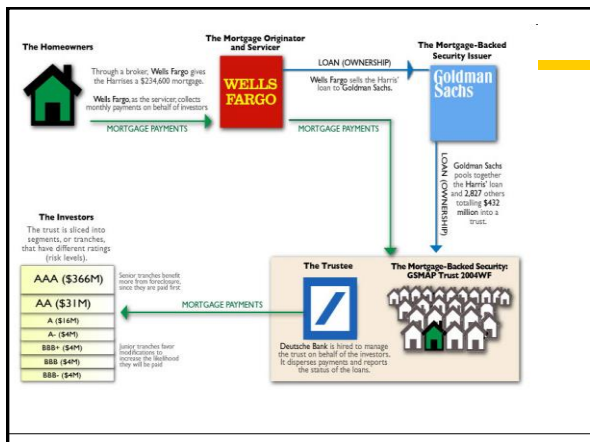 The Homeowners
Through a broker, Wells Fargo gives
the Harrises a $234,600 mortgage.
Wells Fargo, as the servicer, collects
monthly payments on behalf of investors
MORTGAGE PAYMENTS
The Mortgage Originator
and Servicer
WELLS
FARGO
LOAN (OWNERSHIP)
Wells Fargo sells the Harris'
loan to Goldman Sachs.
MORTGAGE PAYMENTS
The Mortgage-Backed
Security Issuer
Goldman
Sachs
LOAN (OWNERSHIP)
Goldman Sachs
pools together
the Harris' loan
and 2,827 others
totalling $432
million into a
trust.
The Investors
The trust is sliced into
segments, or tranches,
that have different ratings
(risk levels).
AAA ($366M)
AA ($31M)
A ($16M)
A- ($4M)
BBB+ ($4M)
BBB ($4M)
BBB- ($4M)
Senior tranches benefit
more from foreclosure,
since they are paid first
Junior tranches favor
modifications to
increase the likelihood
they will be paid
MORTGAGE PAYMENTS
The Trustee
Deutsche Bank is hired to manage
the trust on behalf of the investors.
It disperses payments and reports
the status of the loans.
The Mortgage-Backed Security:
GSMAP Trust 2004WF